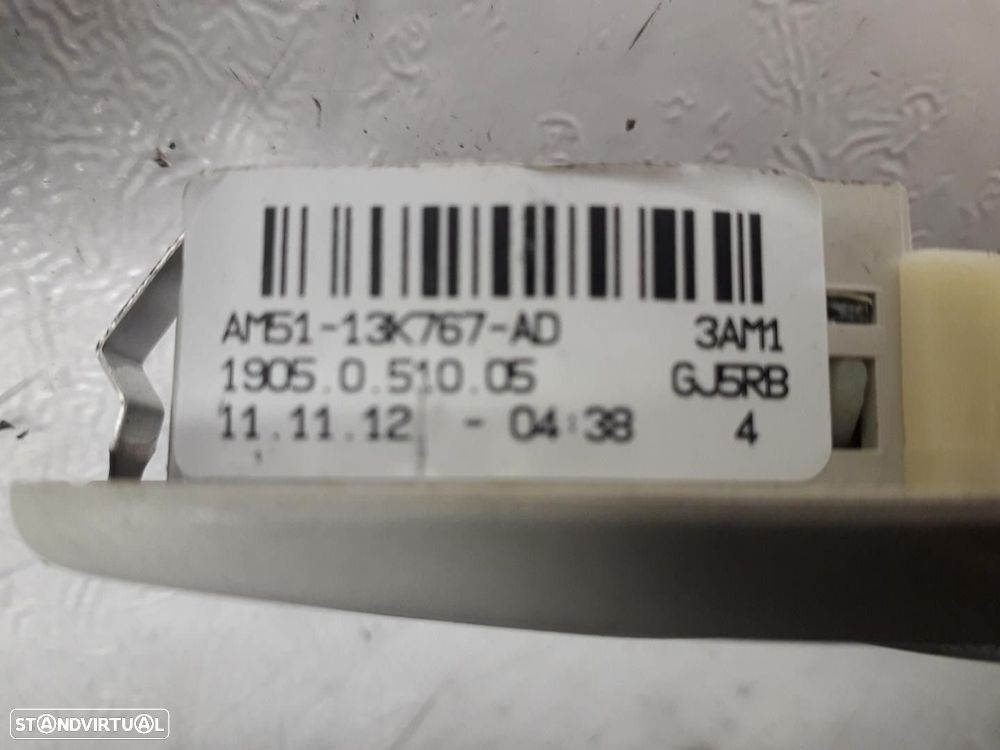 AM51-13K767-AD 3AM1
1905.0.510.05 GJ5RB
11.11.12 - 04:38 4
STANDVIRTUAL